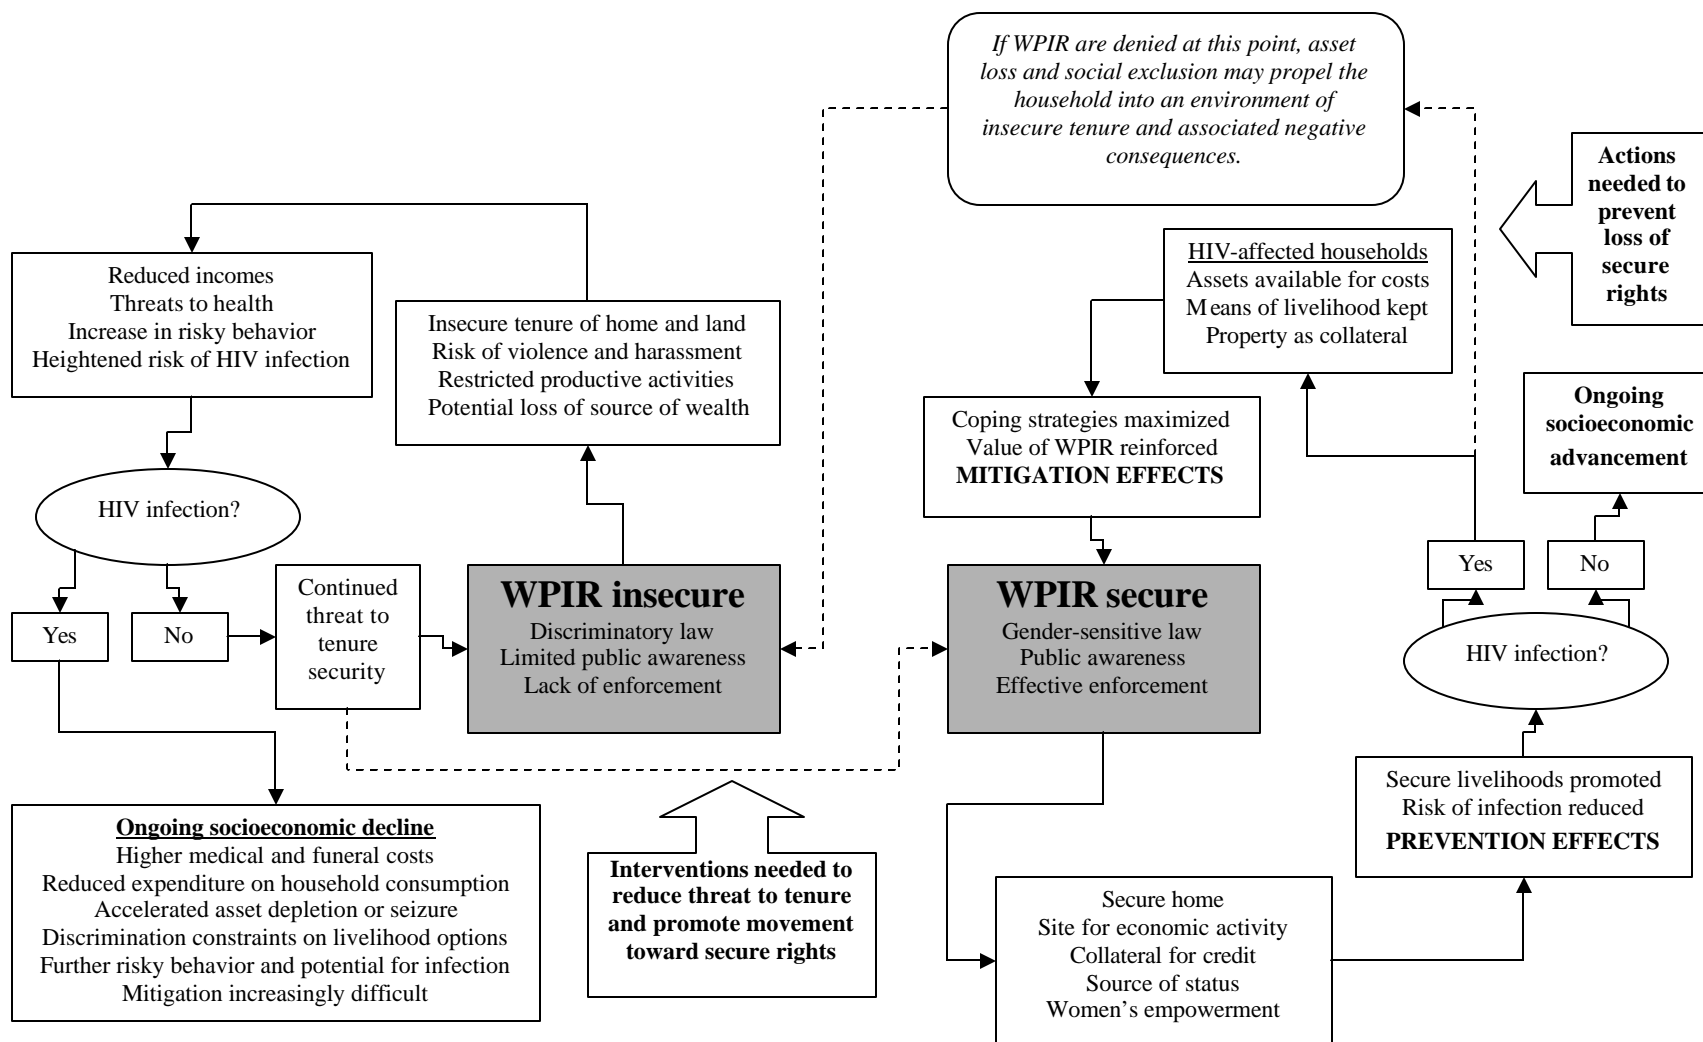 If WPIR are denied at this point, asset
loss and social exclusion may propel the
household into an environment of
insecure tenure and associated negative
consequences.
Actions
needed to
prevent
loss of
secure
rights
Reduced incomes
Threats to health
Increase in risky behavior
Heightened risk of HIV infection
Insecure tenure of home and land
Risk of violence and harassment
Restricted productive activities
Potential loss of source of wealth
HIV-affected households
Assets available for costs
Means of livelihood kept
Property as collateral
Coping strategies maximized
Value of WPIR reinforced
MITIGATION EFFECTS
Ongoing
socioeconomic
advancement
HIV infection?
Yes
No
Continued
threat to
tenure
security
WPIR insecure
Discriminatory law
Limited public awareness
Lack of enforcement
WPIR secure
Gender-sensitive law
Public awareness
Effective enforcement
Yes
No
HIV infection?
Secure livelihoods promoted
Risk of infection reduced
PREVENTION EFFECTS
Ongoing socioeconomic decline
Higher medical and funeral costs
Reduced expenditure on household consumption
Accelerated asset depletion or seizure
Discrimination constraints on livelihood options
Further risky behavior and potential for infection
Mitigation increasingly difficult
Interventions needed to
reduce threat to tenure
and promote movement
toward secure rights
Secure home
Site for economic activity
Collateral for credit
Source of status
Women’s empowerment